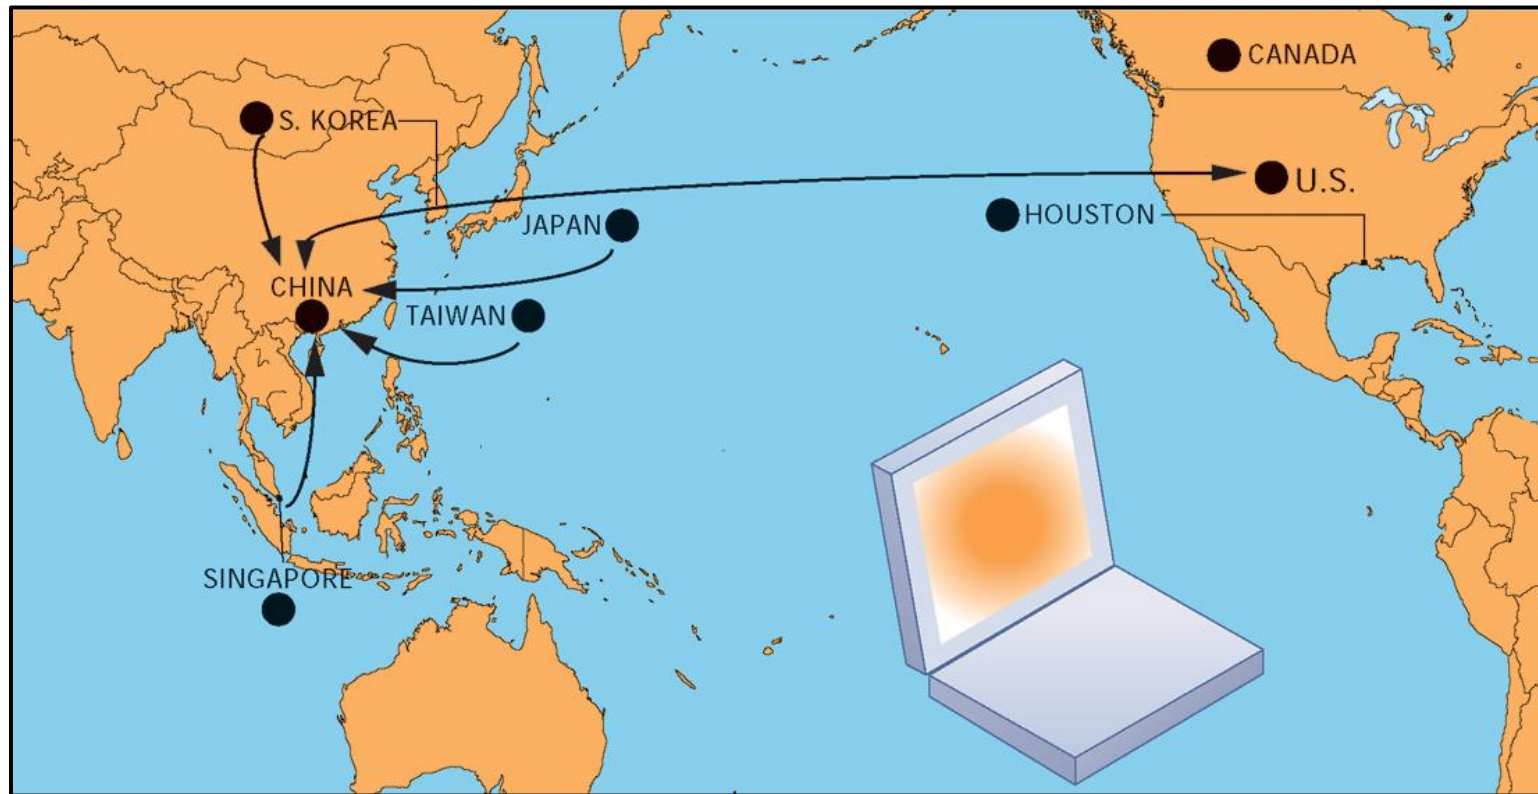 CANADA
S. KOREA
U.S.
HOUSTON
JAPAN
CHINA
TAIWAN
SINGAPORE